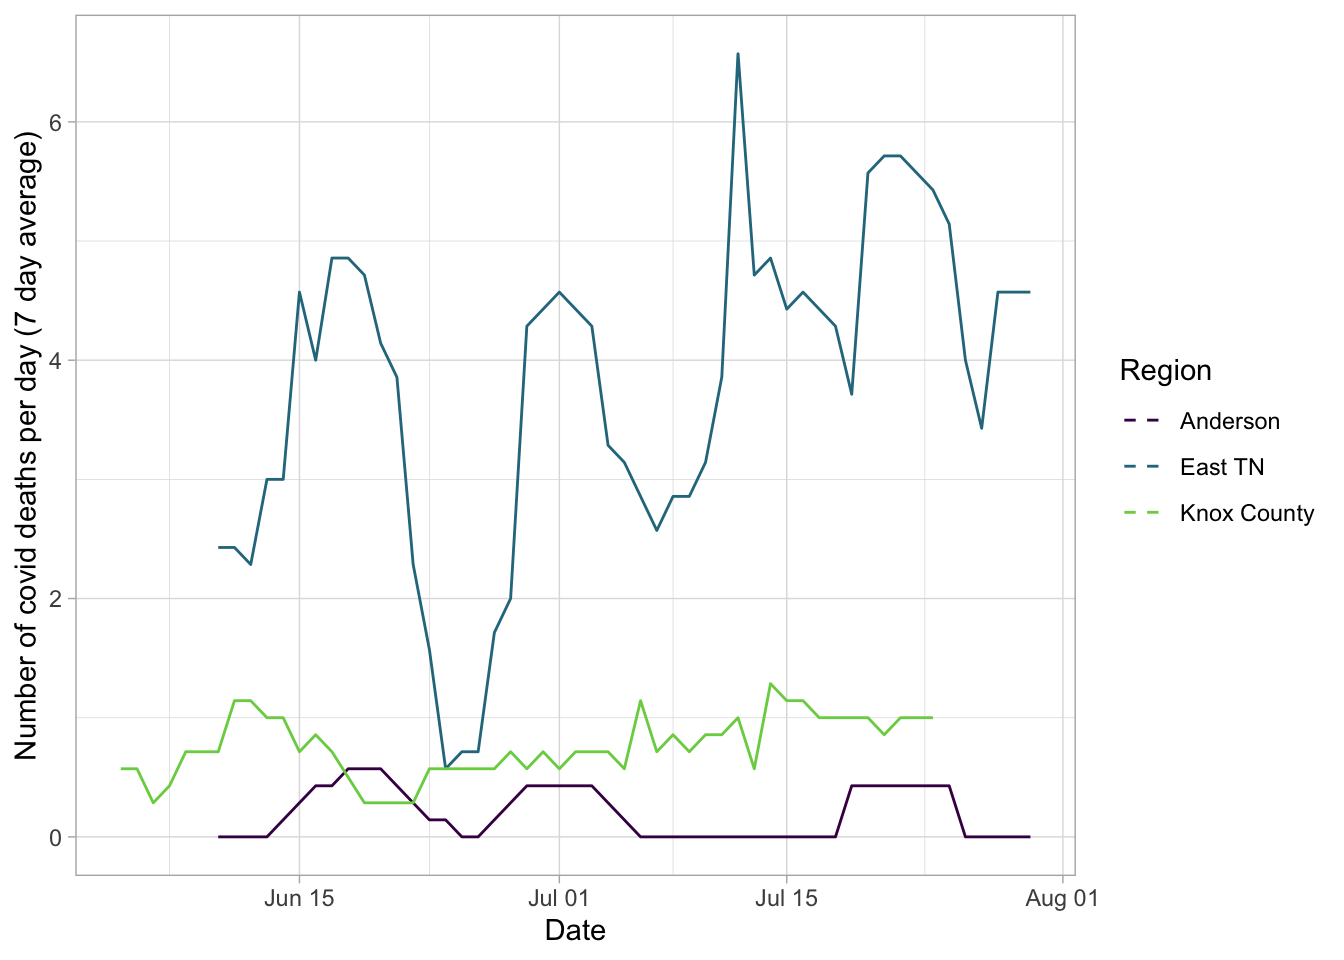 Number of covid deaths per day (7 day average)
6
4
2
0
Jun 15
Jul 01
Jul 15
Aug 01
Date
Region
Anderson
East TN
Knox County